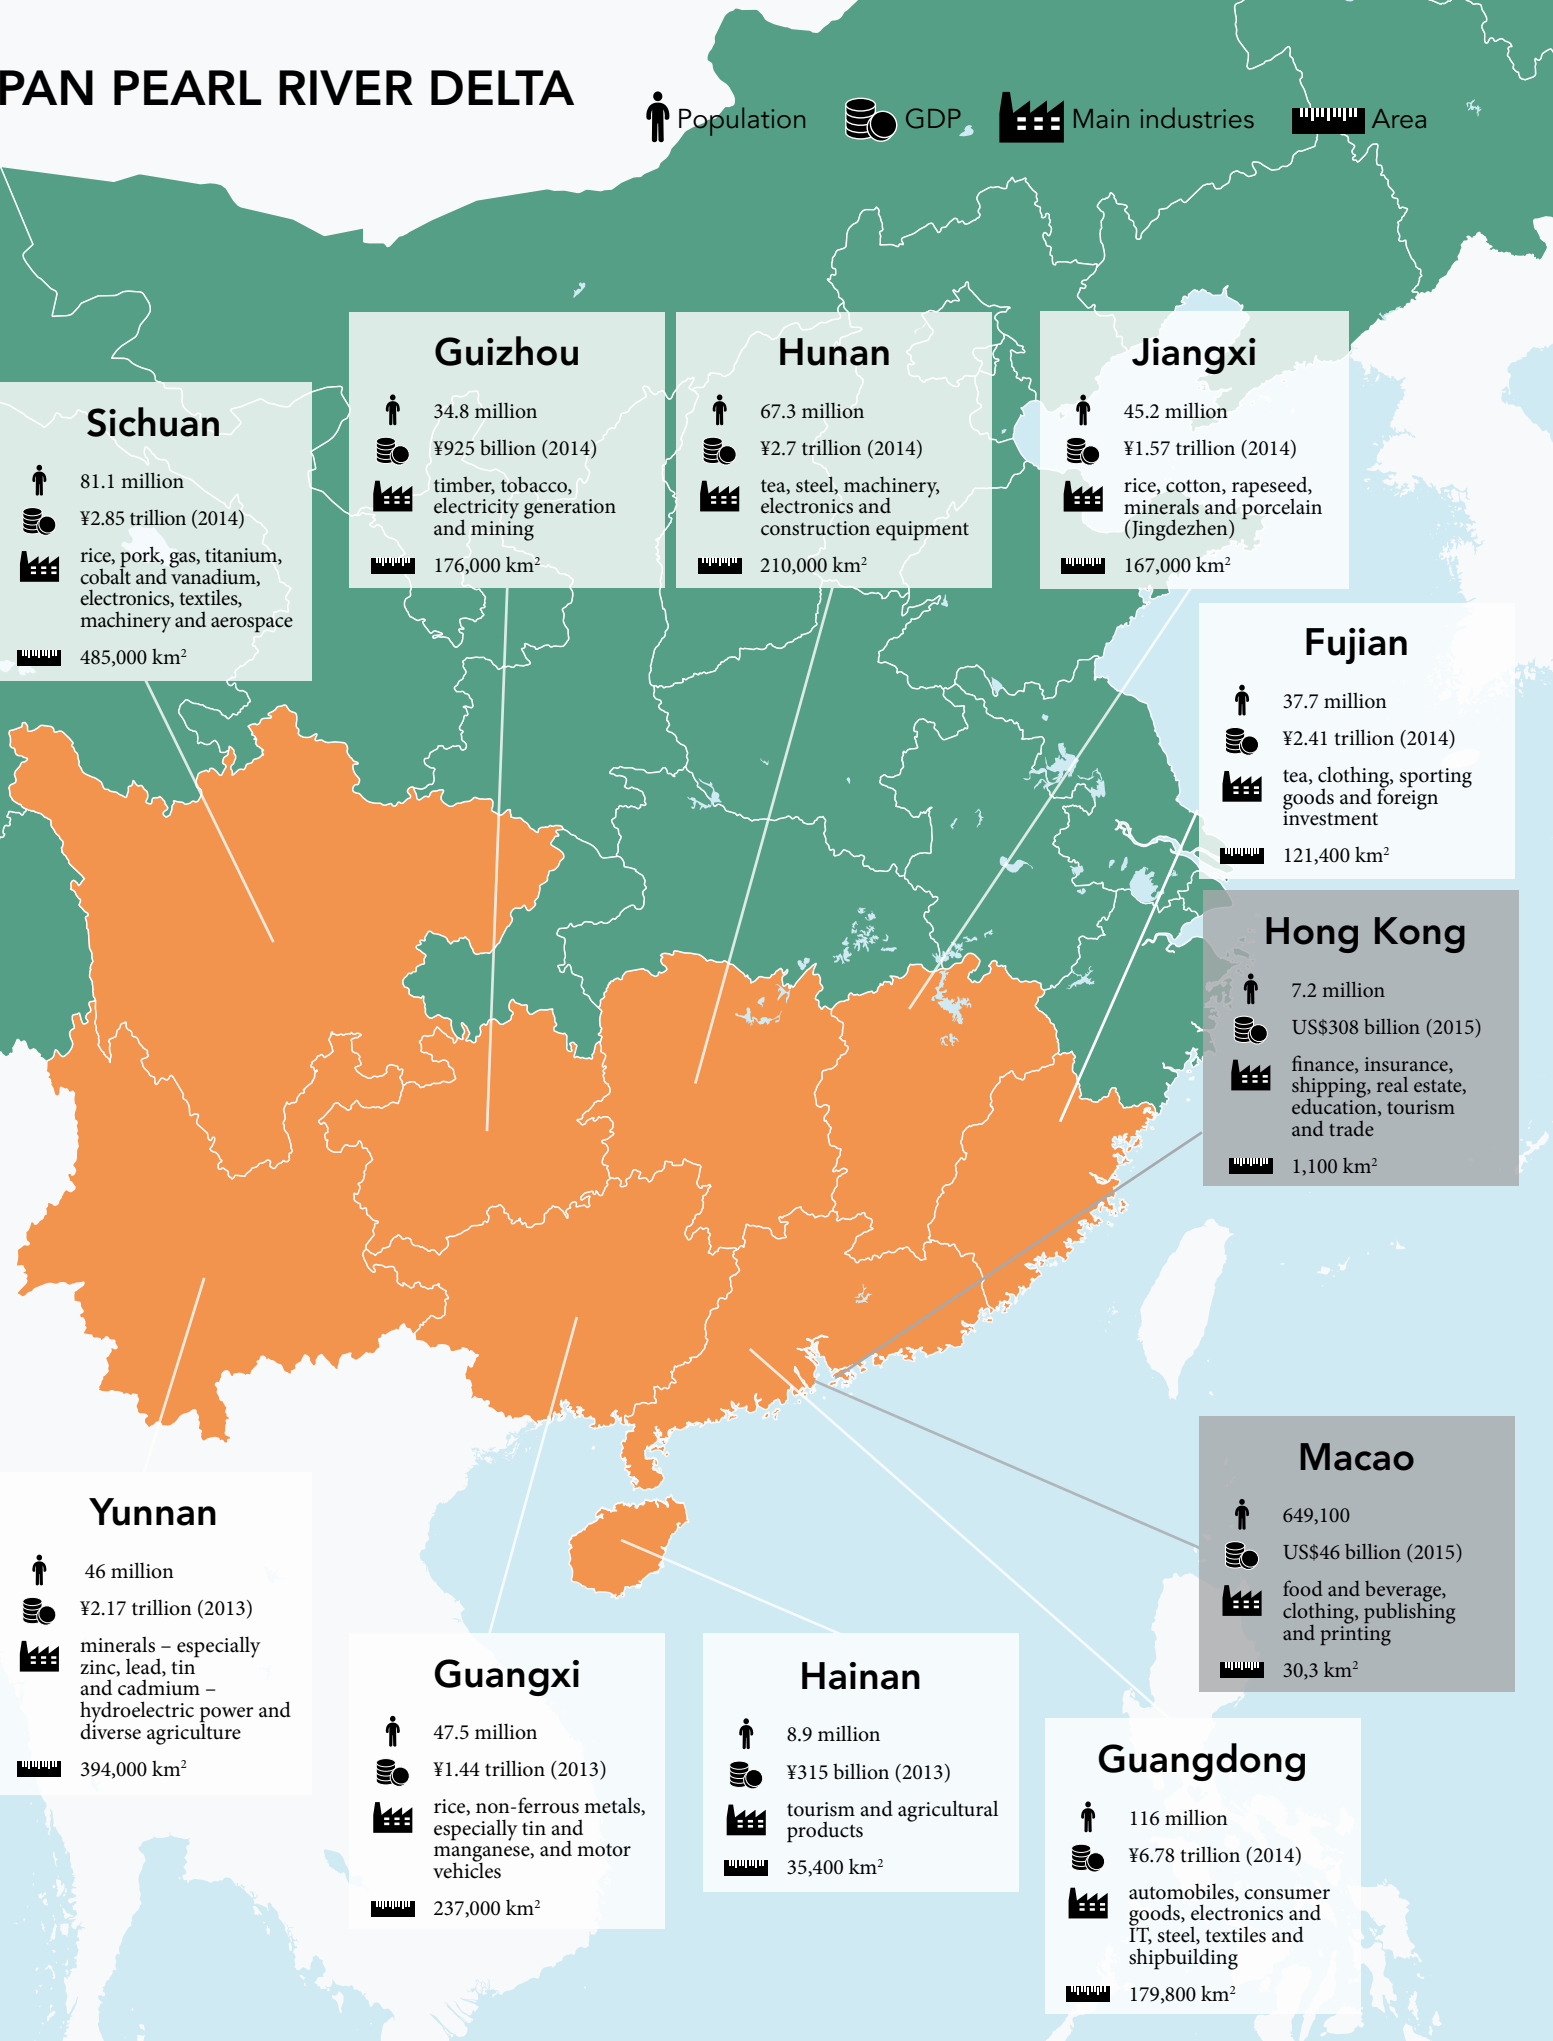 PAN PEARL RIVER DELTA
Population
GDP
Main industries
Area
Guizhou
34.8 million
¥925 billion (2014)
timber, tobacco,
electricity generation
and mining
176,000 km²
Hunan
67.3 million
¥2.7 trillion (2014)
tea, steel, machinery,
electronics and
construction equipment
210,000 km²
Jiangxi
45.2 million
¥1.57 trillion (2014)
rice, cotton, rapeseed,
minerals and porcelain
(Jingdezhen)
167,000 km²
Sichuan
81.1 million
¥2.85 trillion (2014)
rice, pork, gas, titanium,
cobalt and vanadium,
electronics, textiles,
machinery and aerospace
485,000 km²
Fujian
37.7 million
¥2.41 trillion (2014)
tea, clothing, sporting
goods and foreign
investment
121,400 km²
Hong Kong
7.2 million
US$308 billion (2015)
finance, insurance,
shipping, real estate,
education, tourism
and trade
1,100 km²
Macao
649,100
US$46 billion (2015)
food and beverage,
clothing, publishing
and printing
30,3 km²
Yunnan
46 million
¥2.17 trillion (2013)
minerals – especially
zinc, lead, tin
and cadmium –
hydroelectric power and
diverse agriculture
394,000 km²
Guangxi
47.5 million
¥1.44 trillion (2013)
rice, non-ferrous metals,
especially tin and
manganese, and motor
vehicles
237,000 km²
Hainan
8.9 million
¥315 billion (2013)
tourism and agricultural
products
35,400 km²
Guangdong
116 million
¥6.78 trillion (2014)
automobiles, consumer
goods, electronics and
IT, steel, textiles and
shipbuilding
179,800 km²